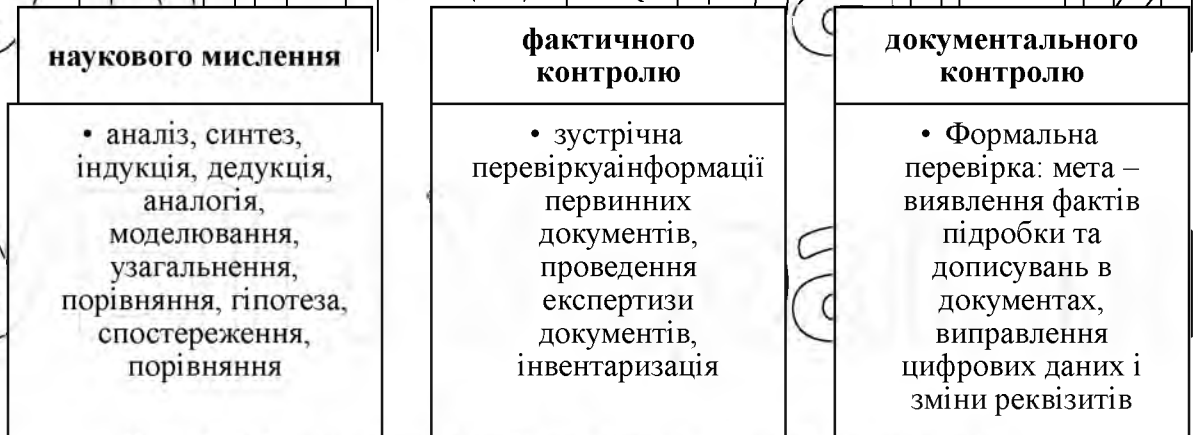 наукового мислення
• аналіз, синтез,
індукція, дедукція,
аналогія,
моделювання,
узагальнення,
порівняння, гіпотеза,
спостереження,
порівняння
фактичного
контролю
• зустрічна
перевіркуаінформації
первинних
документів,
проведення
експертизи
документів,
інвентаризація
документального
контролю
• Формальна
перевірка: мета –
виявлення фактів
підробки та
дописувань в
документах,
виправлення
цифрових даних і
зміни реквізитів